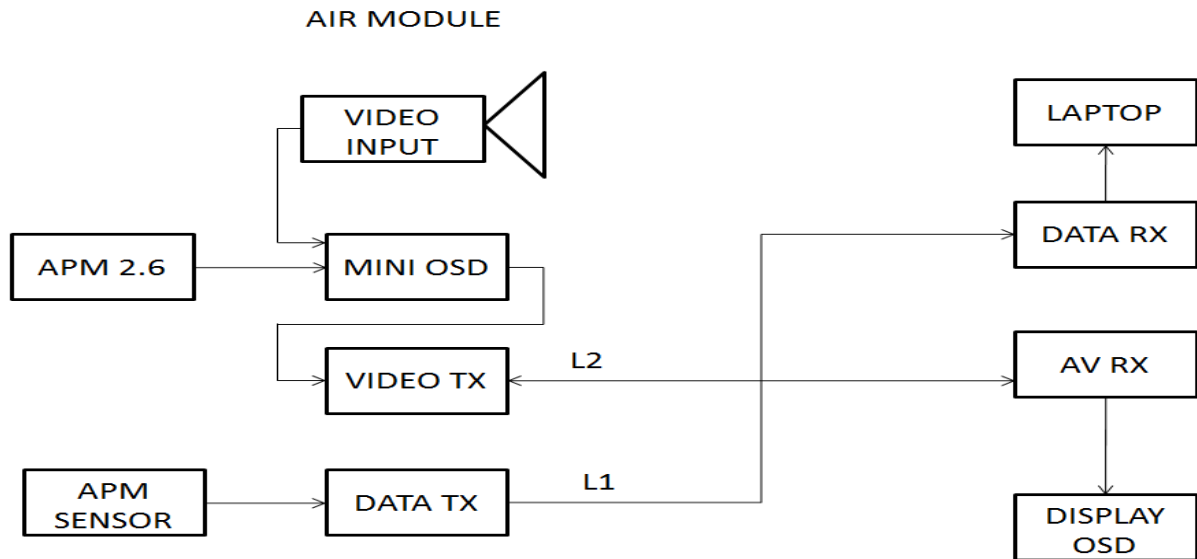 AIR MODULE
VIDEO
INPUT
LAPTOP
APM 2.6
MINI OSD
DATA RX
VIDEO TX
L2
AV RX
APM
SENSOR
DATA TX
L1
DISPLAY
OSD